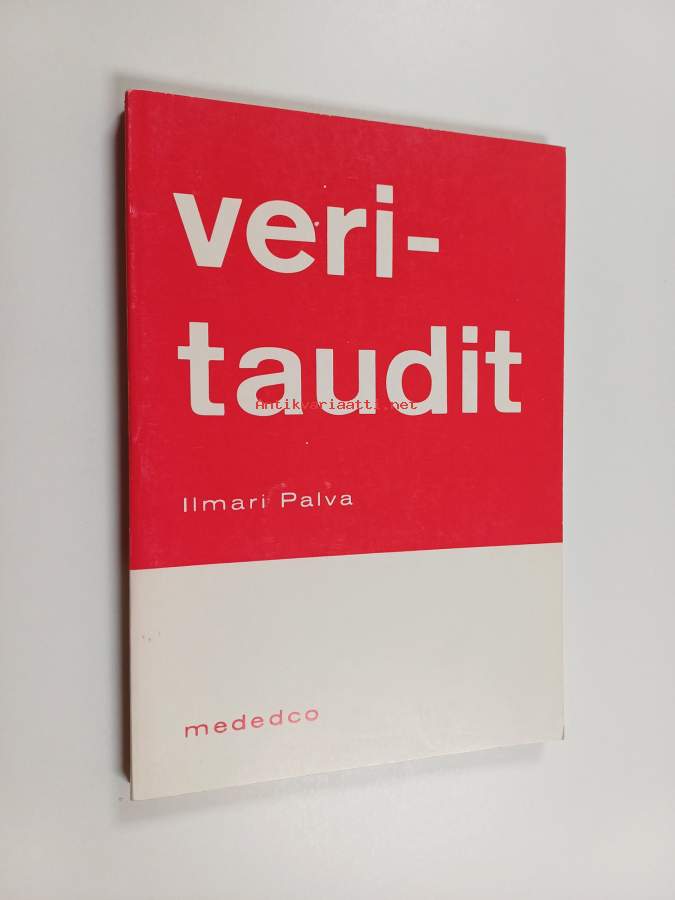 veri-
taudit
Antikvariaatti.net
Ilmari Palva
mededco